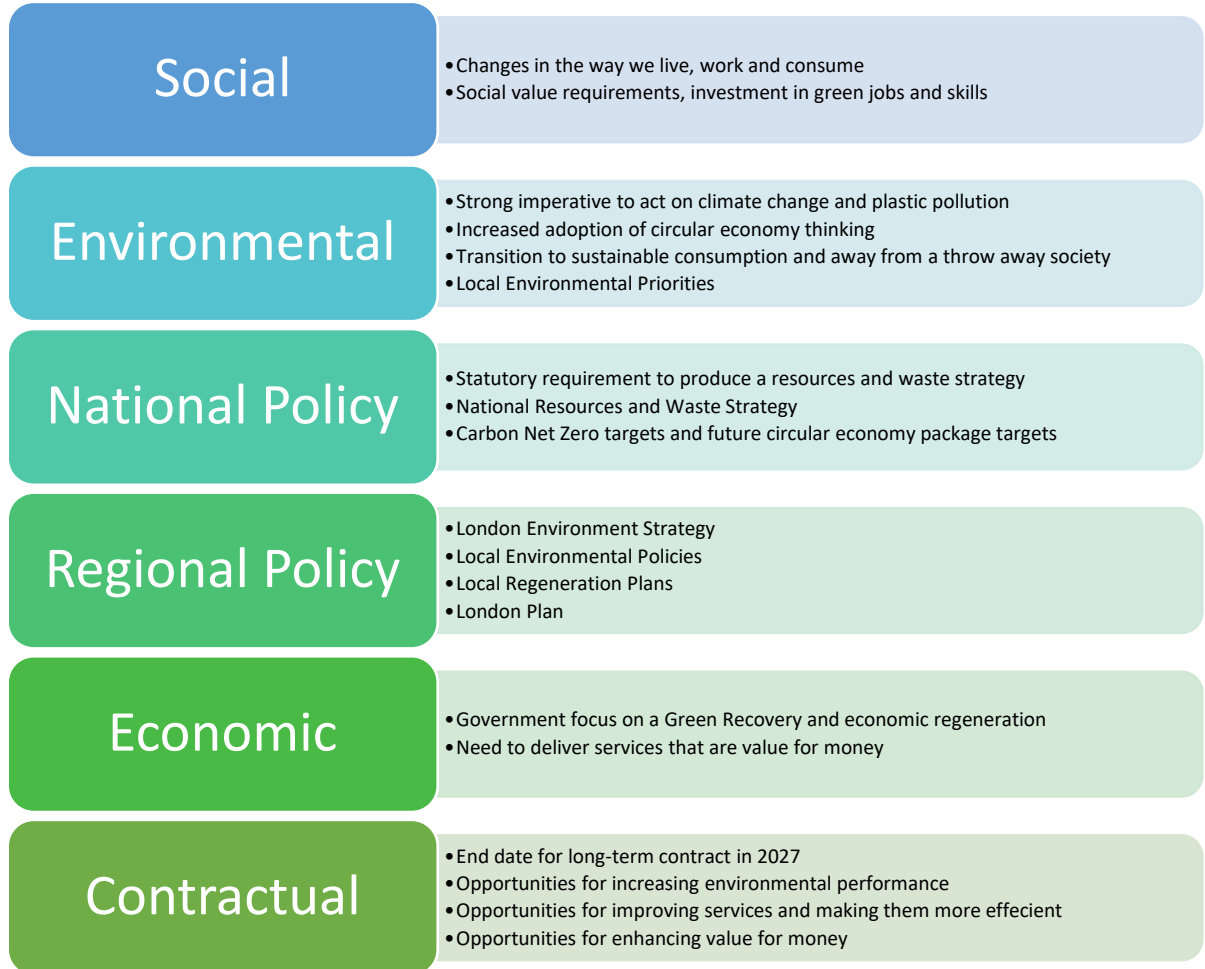 Social
•Changes in the way we live, work and consume
•Social value requirements, investment in green jobs and skills
Environmental
•Strong imperative to act on climate change and plastic pollution
•Increased adoption of circular economy thinking
•Transition to sustainable consumption and away from a throw away society
•Local Environmental Priorities
National Policy
•Statutory requirement to produce a resources and waste strategy
•National Resources and Waste Strategy
•Carbon Net Zero targets and future circular economy package targets
Regional Policy
•London Environment Strategy
•Local Environmental Policies
•Local Regeneration Plans
•London Plan
Economic
•Government focus on a Green Recovery and economic regeneration
•Need to deliver services that are value for money
Contractual
•End date for long-term contract in 2027
•Opportunities for increasing environmental performance
•Opportunities for improving services and making them more effecient
•Opportunities for enhancing value for money